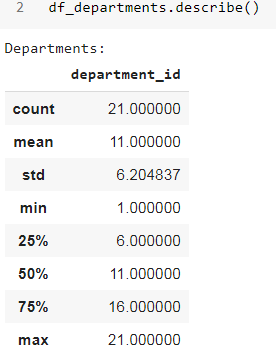 2 df_departments.describe()
Departments:
department_id
count 21.000000
mean 11.000000
std 6.204837
min 1.000000
25% 6.000000
50% 11.000000
75% 16.000000
max 21.000000